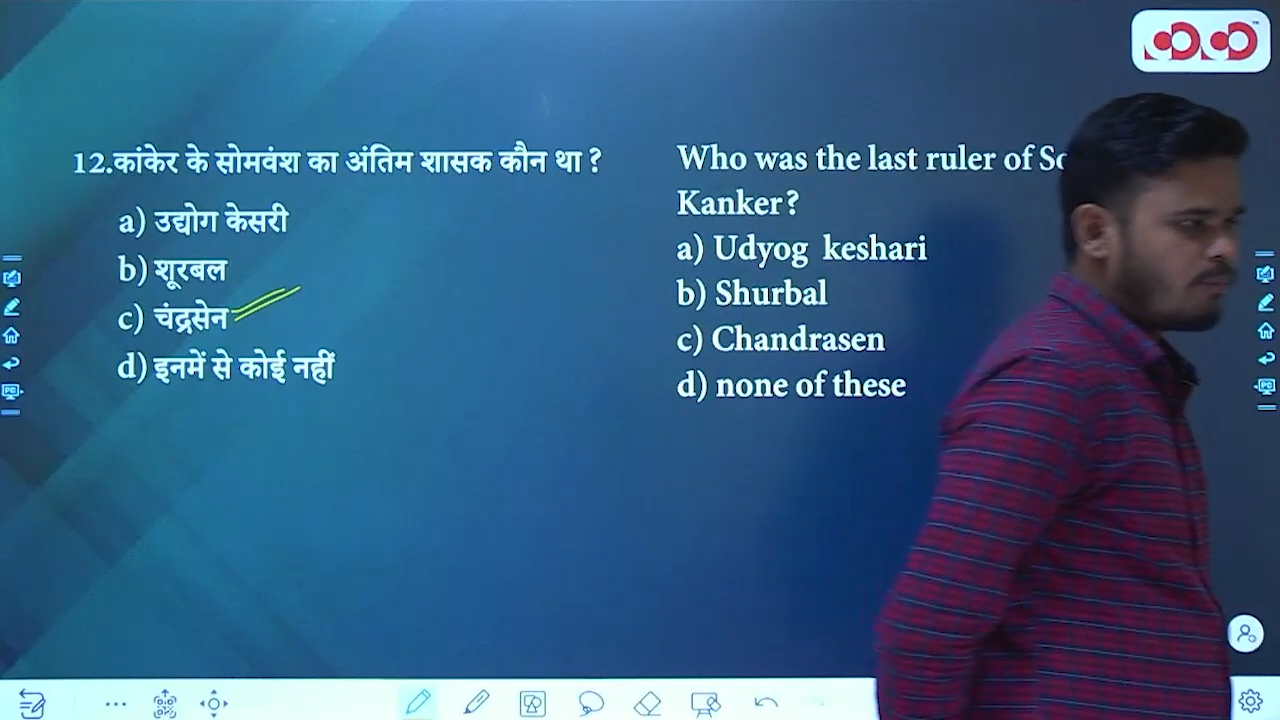 12.कांकेर के सोमवंश का अंतिम शासक कौन था ?
a) उद्योग केसरी
b) शूरबल
c) चंद्रसेन
d) इनमें से कोई नहीं
Who was the last ruler of
Kanker?
a) Udyog keshari
b) Shurbal
c) Chandrasen
d) none of these